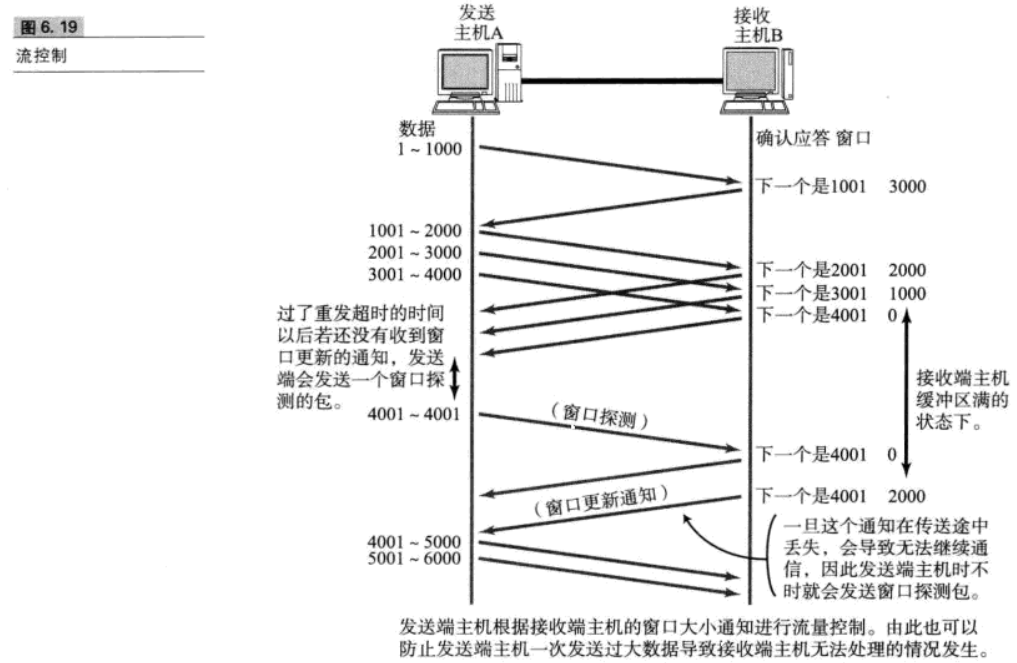 图 6. 19
流控制
发送
主机A
接收
主机B
数据
1 ~ 1000
确认应答 窗口
下一个是1001 3000
1001 ~ 2000
2001 ~ 3000
3001 ~ 4000
下一个是2001 2000
下一个是3001 1000
下一个是4001 0
过了重发超时的时间
以后若还没有收到窗
口更新的通知，发送
端会发送一个窗口探
测的包。
接收端主机
缓冲区满的
状态下。
4001 ~ 4001
（窗口探测）
下一个是4001 0
（窗口更新通知）
下一个是4001 2000
4001 ~ 5000
5001 ~ 6000
一旦这个通知在传送途中
丢失，会导致无法继续通
信，因此发送端主机时不
时就会发送窗口探测包。
发送端主机根据接收端主机的窗口大小通知进行流量控制。由此也可以
防止发送端主机一次发送过大数据导致接收端主机无法处理的情况发生。